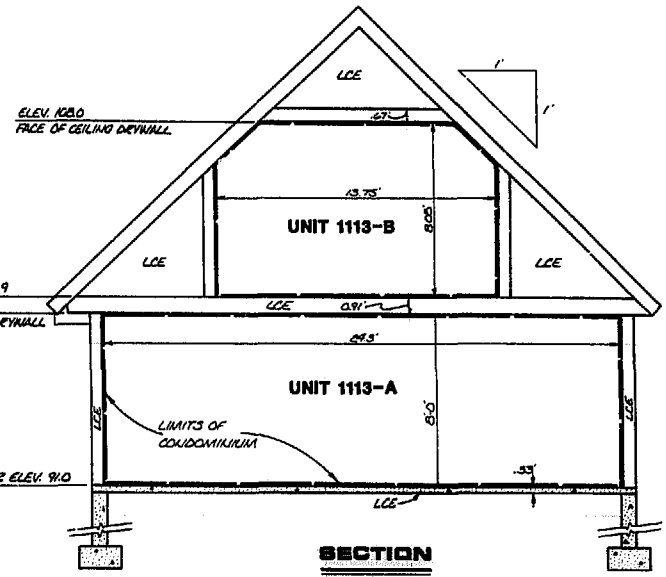 LCE
1'
1'
ELEV. 108.0
FACE OF CEILING DRYWALL
.67'
13.75'
8.05'
UNIT 1113-B
LCE
LCE
9
LCE
0.91'
RYWALL
29.5'
UNIT 1113-A
8.0'
LCE
LCE
LIMITS OF
CONDOMINIUM
ELEV. 91.0
.33'
LCE
SECTION